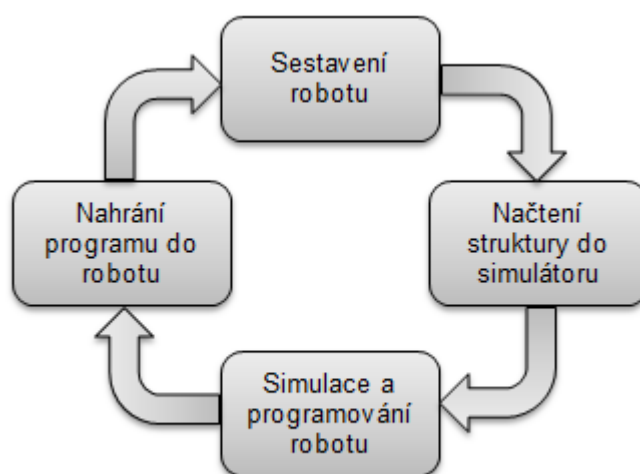 Sestavení
robotu
Načtení
struktury do
simulátoru
Simulace a
programování
robotu
Nahrání
programu do
robotu